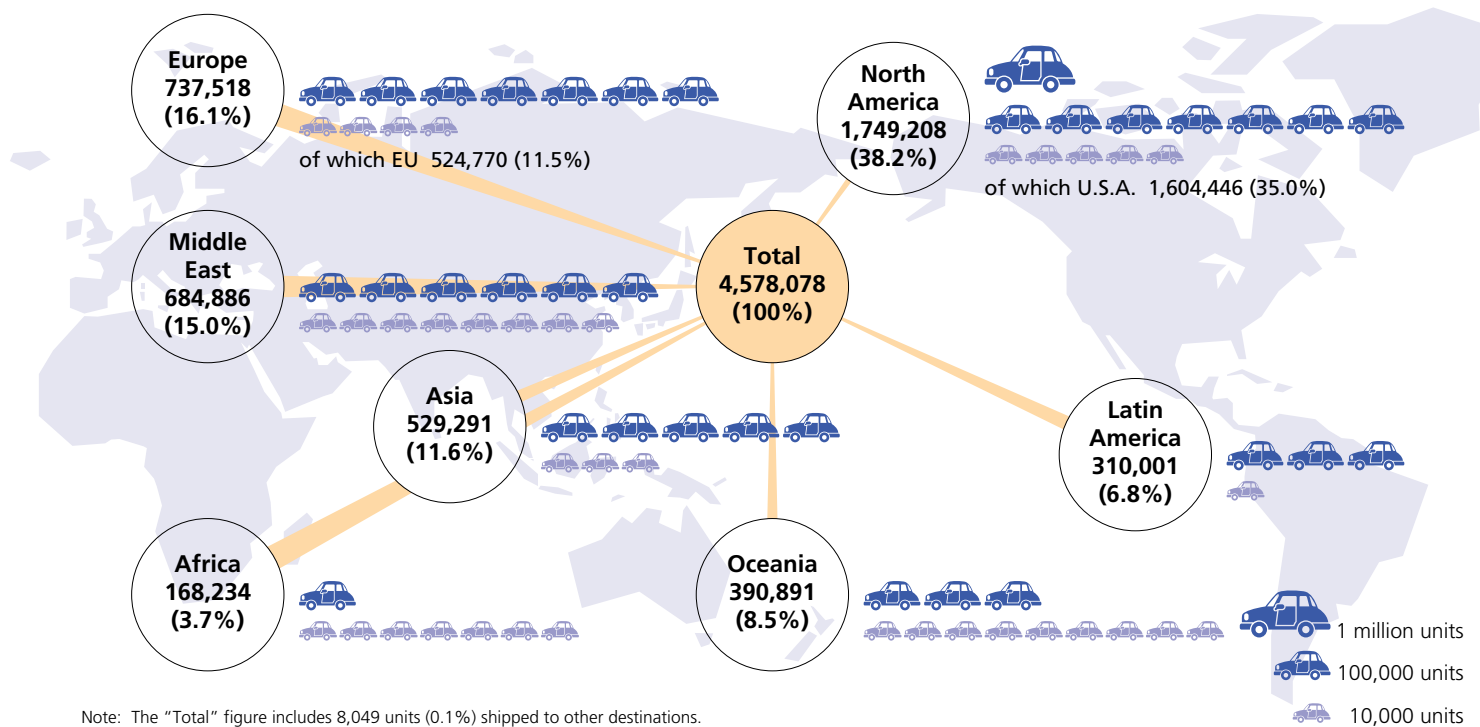 Europe
737,518
(16.1%)
of which EU 524,770 (11.5%)
North
America
1,749,208
(38.2%)
of which U.S.A. 1,604,446 (35.0%)
Middle
East
684,886
(15.0%)
Total
4,578,078
(100%)
Asia
529,291
(11.6%)
Latin
America
310,001
(6.8%)
Africa
168,234
(3.7%)
Oceania
390,891
(8.5%)
1 million units
100,000 units
10,000 units
Note: The “Total” figure includes 8,049 units (0.1%) shipped to other destinations.